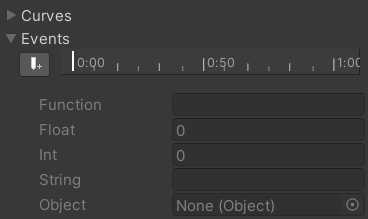 Curves
Events
0:00 0:50 1:00
Function
Float 0
Int 0
String
Object None (Object)